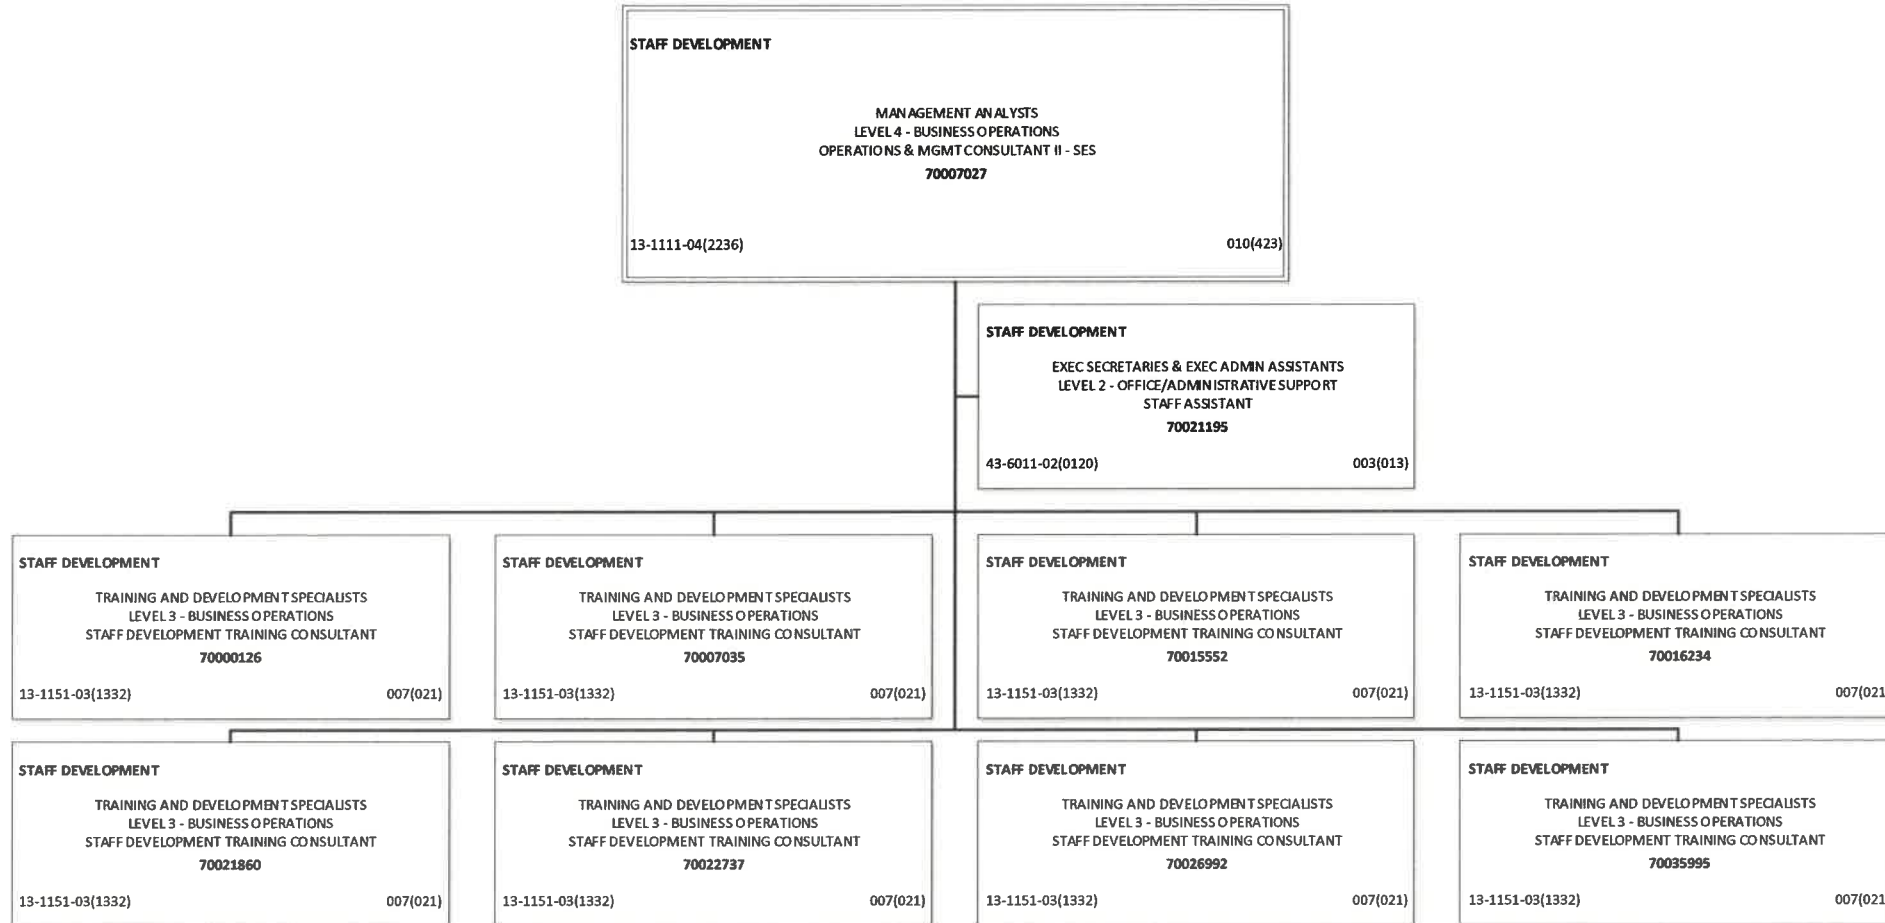 STAFF DEVELOPMENT
MANAGEMENT ANALYSTS
LEVEL 4 - BUSINESS OPERATIONS
OPERATIONS & MGMT CONSULTANT II - SES
70007027
13-1111-04(2236) 010(423)
STAFF DEVELOPMENT
EXEC SECRETARIES & EXEC ADMIN ASSISTANTS
LEVEL 2 - OFFICE/ADMINISTRATIVE SUPPORT
STAFF ASSISTANT
70021195
43-6011-02(0120) 003(013)
STAFF DEVELOPMENT
TRAINING AND DEVELOPMENT SPECIALISTS
LEVEL 3 - BUSINESS OPERATIONS
STAFF DEVELOPMENT TRAINING CONSULTANT
70000126
13-1151-03(1332) 007(021)
STAFF DEVELOPMENT
TRAINING AND DEVELOPMENT SPECIALISTS
LEVEL 3 - BUSINESS OPERATIONS
STAFF DEVELOPMENT TRAINING CONSULTANT
70007035
13-1151-03(1332) 007(021)
STAFF DEVELOPMENT
TRAINING AND DEVELOPMENT SPECIALISTS
LEVEL 3 - BUSINESS OPERATIONS
STAFF DEVELOPMENT TRAINING CONSULTANT
70015552
13-1151-03(1332) 007(021)
STAFF DEVELOPMENT
TRAINING AND DEVELOPMENT SPECIALISTS
LEVEL 3 - BUSINESS OPERATIONS
STAFF DEVELOPMENT TRAINING CONSULTANT
70016234
13-1151-03(1332) 007(021
STAFF DEVELOPMENT
TRAINING AND DEVELOPMENT SPECIALISTS
LEVEL 3 - BUSINESS OPERATIONS
STAFF DEVELOPMENT TRAINING CONSULTANT
70021860
13-1151-03(1332) 007(021)
STAFF DEVELOPMENT
TRAINING AND DEVELOPMENT SPECIALISTS
LEVEL 3 - BUSINESS OPERATIONS
STAFF DEVELOPMENT TRAINING CONSULTANT
70022737
13-1151-03(1332) 007(021)
STAFF DEVELOPMENT
TRAINING AND DEVELOPMENT SPECIALISTS
LEVEL 3 - BUSINESS OPERATIONS
STAFF DEVELOPMENT TRAINING CONSULTANT
70026992
13-1151-03(1332) 007(021)
STAFF DEVELOPMENT
TRAINING AND DEVELOPMENT SPECIALISTS
LEVEL 3 - BUSINESS OPERATIONS
STAFF DEVELOPMENT TRAINING CONSULTANT
70035995
13-1151-03(1332) 007(021